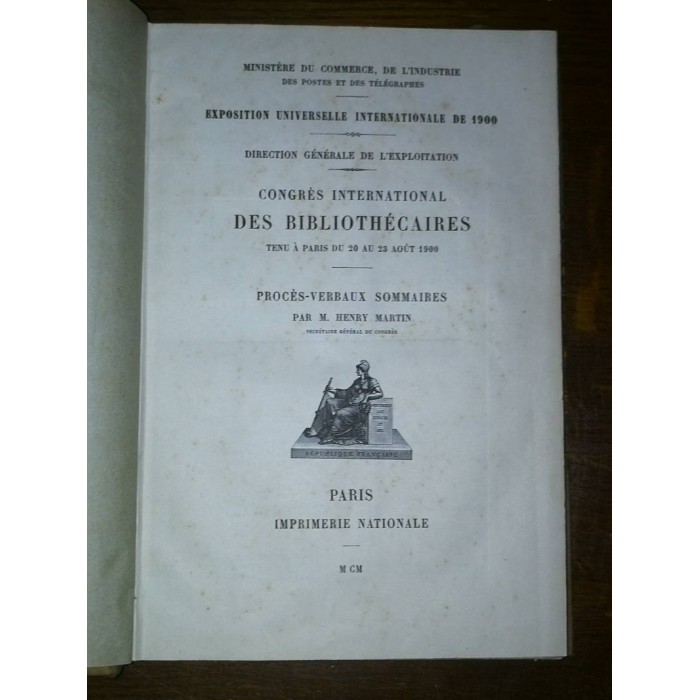 MINISTÈRE DU COMMERCE, DE L'INDUSTRIE
DES POSTES ET DES TÉLÉGRAPHES
EXPOSITION UNIVERSELLE INTERNATIONALE DE 1900
DIRECTION GÉNÉRALE DE L'EXPLOITATION
CONGRÈS INTERNATIONAL
DES BIBLIOTHÉCAIRES
TENU À PARIS DU 20 AU 23 AOÛT 1900
PROCÈS-VERBAUX SOMMAIRES
PAR M. HENRY MARTIN
SECRÉTAIRE GÉNÉRAL DU CONGRÈS
RÉPUBLIQUE FRANÇAISE
PARIS
IMPRIMERIE NATIONALE
M CM